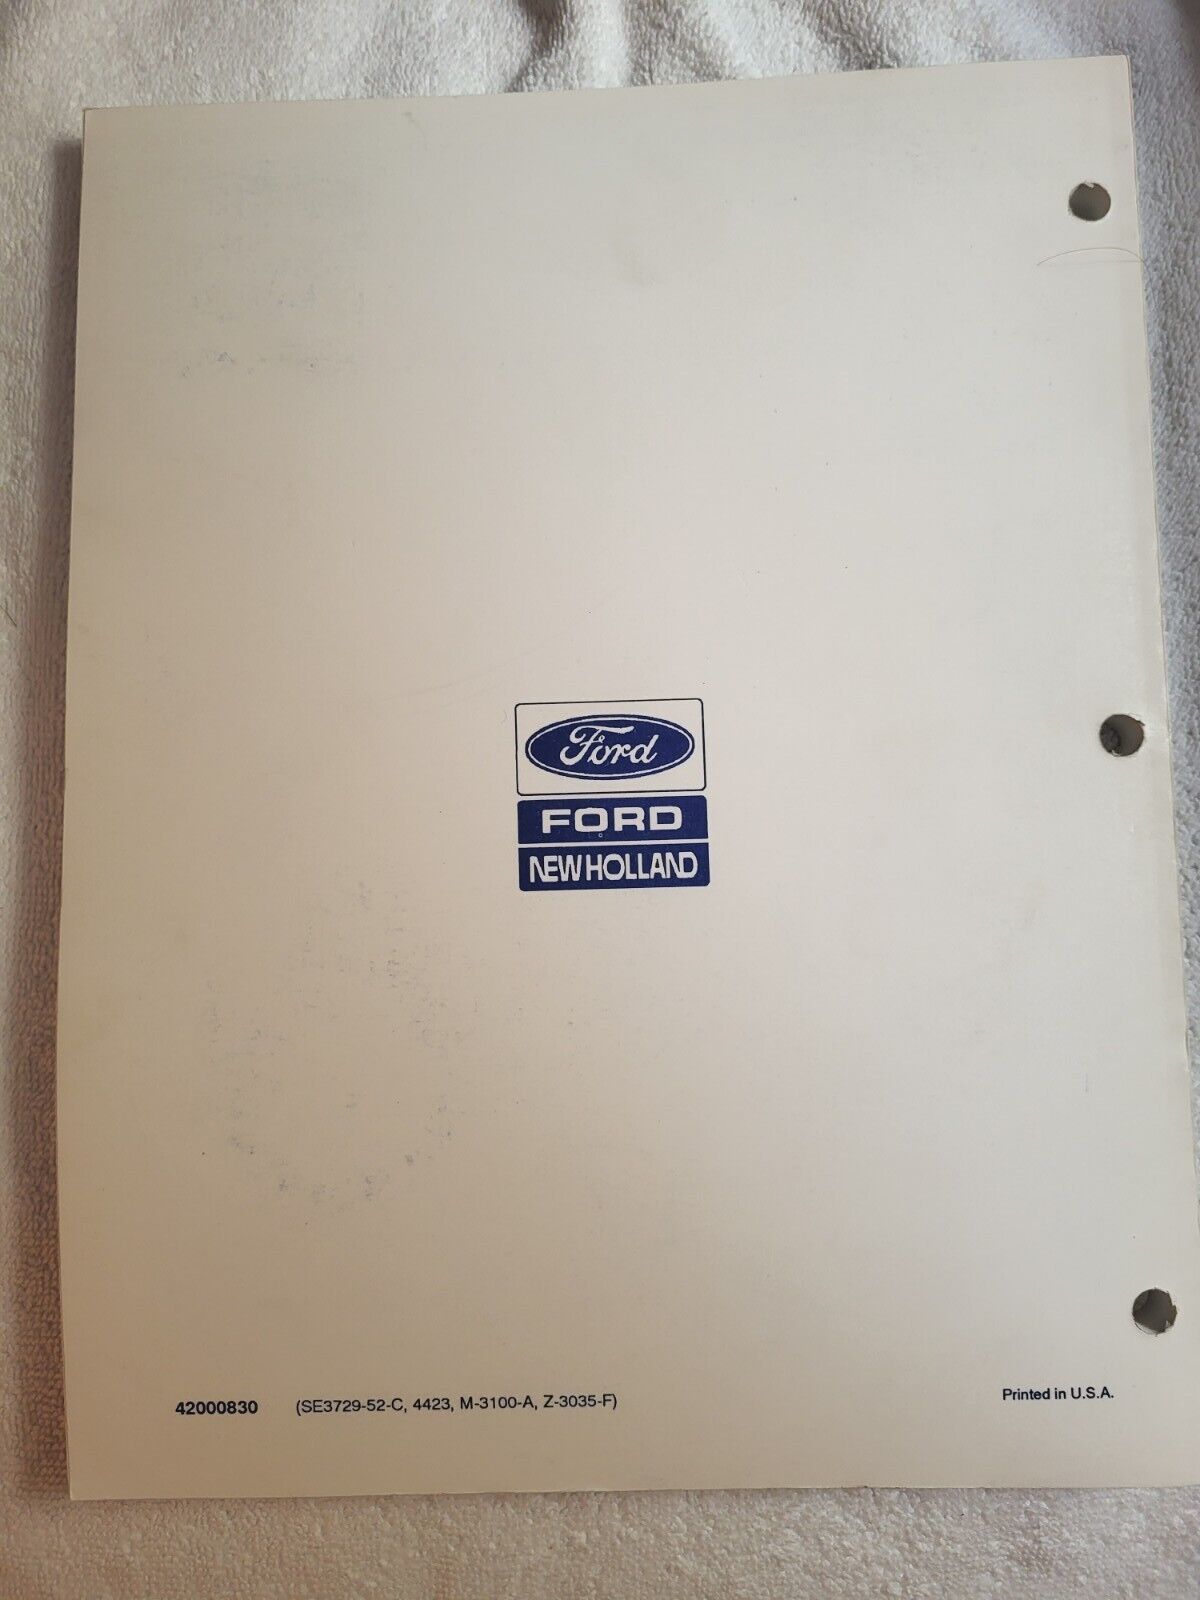 Ford
FORD
NEW HOLLAND
42000830 (SE3729-52-C, 4423, M-3100-A, Z-3035-F)
Printed in U.S.A.